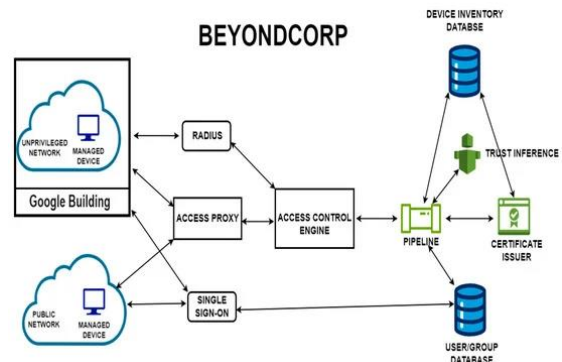 BEYONDCORP
DEVICE INVENTORY
DATABSE
UNPRIVILEGED
NETWORK
MANAGED
DEVICE
Google Building
RADIUS
TRUST INFERENCE
ACCESS PROXY
ACCESS CONTROL
ENGINE
PIPELINE
CERTIFICATE
ISSUER
PUBLIC
NETWORK
MANAGED
DEVICE
SINGLE
SIGN-ON
USER/GROUP
DATABASE